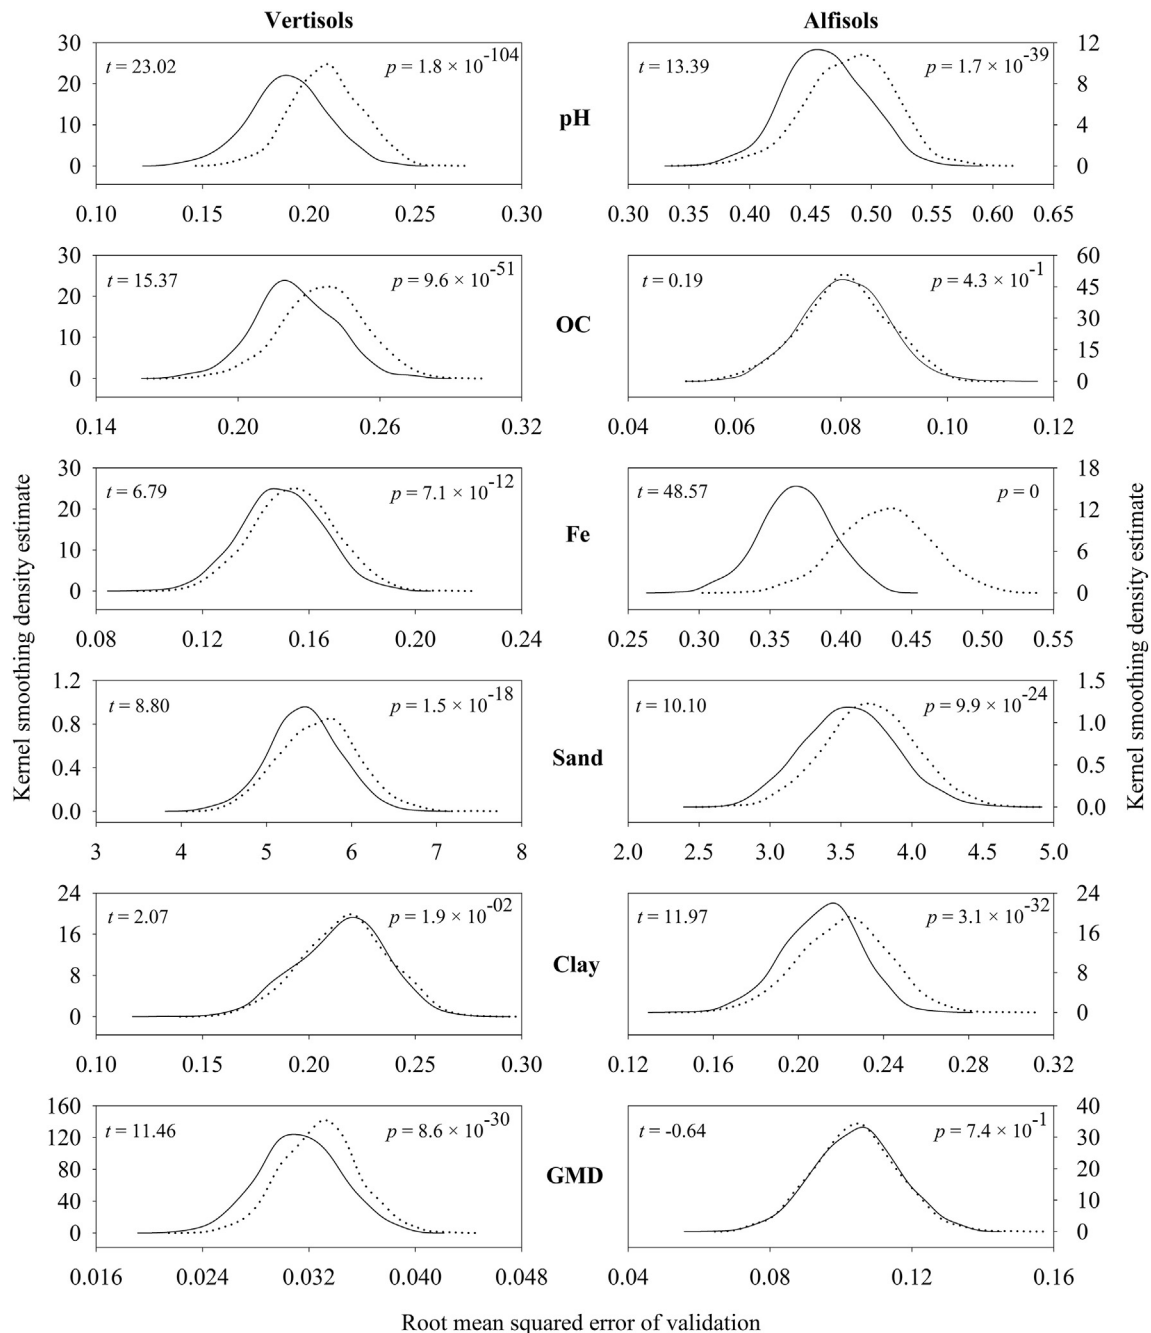 Vertisols Alfisols
30 t = 23.02 p = 1.8 × 10-104 t = 13.39 p = 1.7 × 10-39 12
20 8
10 pH 4
0 0
0.10 0.15 0.20 0.25 0.30 0.30 0.35 0.40 0.45 0.50 0.55 0.60 0.65
30 t = 15.37 p = 9.6 × 10-51 t = 0.19 p = 4.3 × 10-1 60
20 45
OC 30
10 15
0 0
0.14 0.20 0.26 0.32 0.04 0.06 0.08 0.10 0.12
30 t = 6.79 p = 7.1 × 10-12 t = 48.57 p = 0 18
20 12
Fe
10 6
0 0
0.08 0.12 0.16 0.20 0.24 0.25 0.30 0.35 0.40 0.45 0.50 0.55
Kernel smoothing density estimate
Kernel smoothing density estimate
1.2 t = 8.80 p = 1.5 × 10-18 t = 10.10 p = 9.9 × 10-24 1.5
0.8 1.0
Sand
0.4 0.5
0.0 0.0
3 4 5 6 7 8 2.0 2.5 3.0 3.5 4.0 4.5 5.0
24 t = 2.07 p = 1.9 × 10-02 t = 11.97 p = 3.1 × 10-32 24
16 16
Clay
8 8
0 0
0.10 0.15 0.20 0.25 0.30 0.12 0.16 0.20 0.24 0.28 0.32
160 t = 11.46 p = 8.6 × 10-30 t = -0.64 p = 7.4 × 10-1 40
120 30
80 GMD 20
40 10
0 0
0.016 0.024 0.032 0.040 0.048 0.04 0.08 0.12 0.16
Root mean squared error of validation